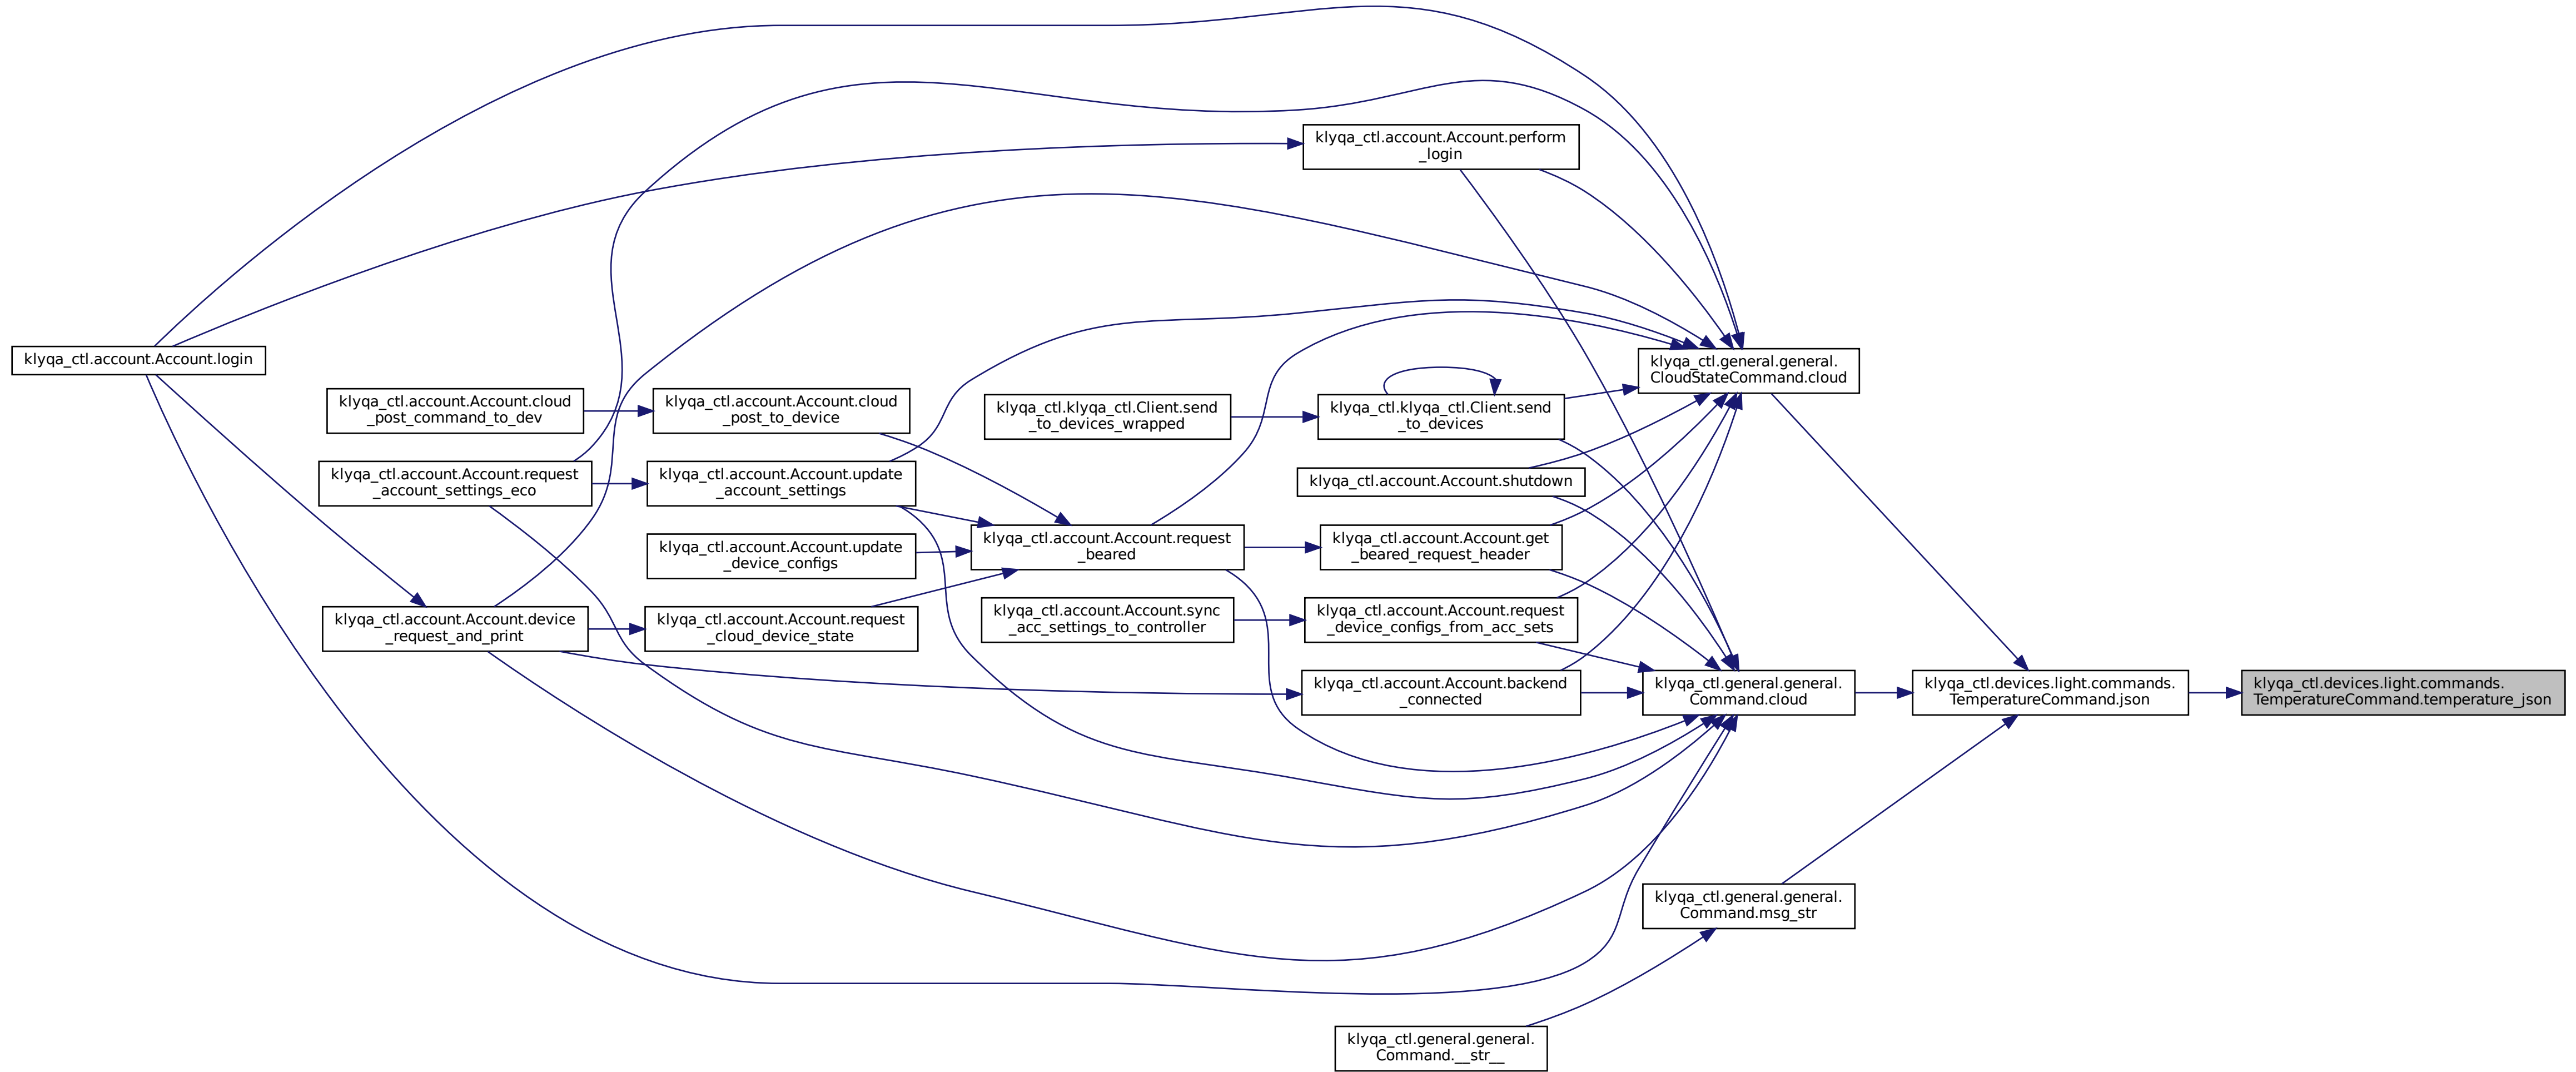 klyqa_ctl.account.Account.perform
_login
klyqa_ctl.account.Account.login
klyqa_ctl.general.general.
CloudStateCommand.cloud
klyqa_ctl.account.Account.cloud
_post_command_to_dev
klyqa_ctl.account.Account.cloud
_post_to_device
klyqa_ctl.klyqa_ctl.Client.send
_to_devices_wrapped
klyqa_ctl.klyqa_ctl.Client.send
_to_devices
klyqa_ctl.account.Account.request
_account_settings_eco
klyqa_ctl.account.Account.update
_account_settings
klyqa_ctl.account.Account.shutdown
klyqa_ctl.account.Account.update
_device_configs
klyqa_ctl.account.Account.request
_beared
klyqa_ctl.account.Account.get
_beared_request_header
klyqa_ctl.account.Account.device
_request_and_print
klyqa_ctl.account.Account.request
_cloud_device_state
klyqa_ctl.account.Account.sync
_acc_settings_to_controller
klyqa_ctl.account.Account.request
_device_configs_from_acc_sets
klyqa_ctl.account.Account.backend
_connected
klyqa_ctl.general.general.
Command.cloud
klyqa_ctl.devices.light.commands.
TemperatureCommand.json
klyqa_ctl.devices.light.commands.
TemperatureCommand.temperature_json
klyqa_ctl.general.general.
Command.msg_str
klyqa_ctl.general.general.
Command.__str__